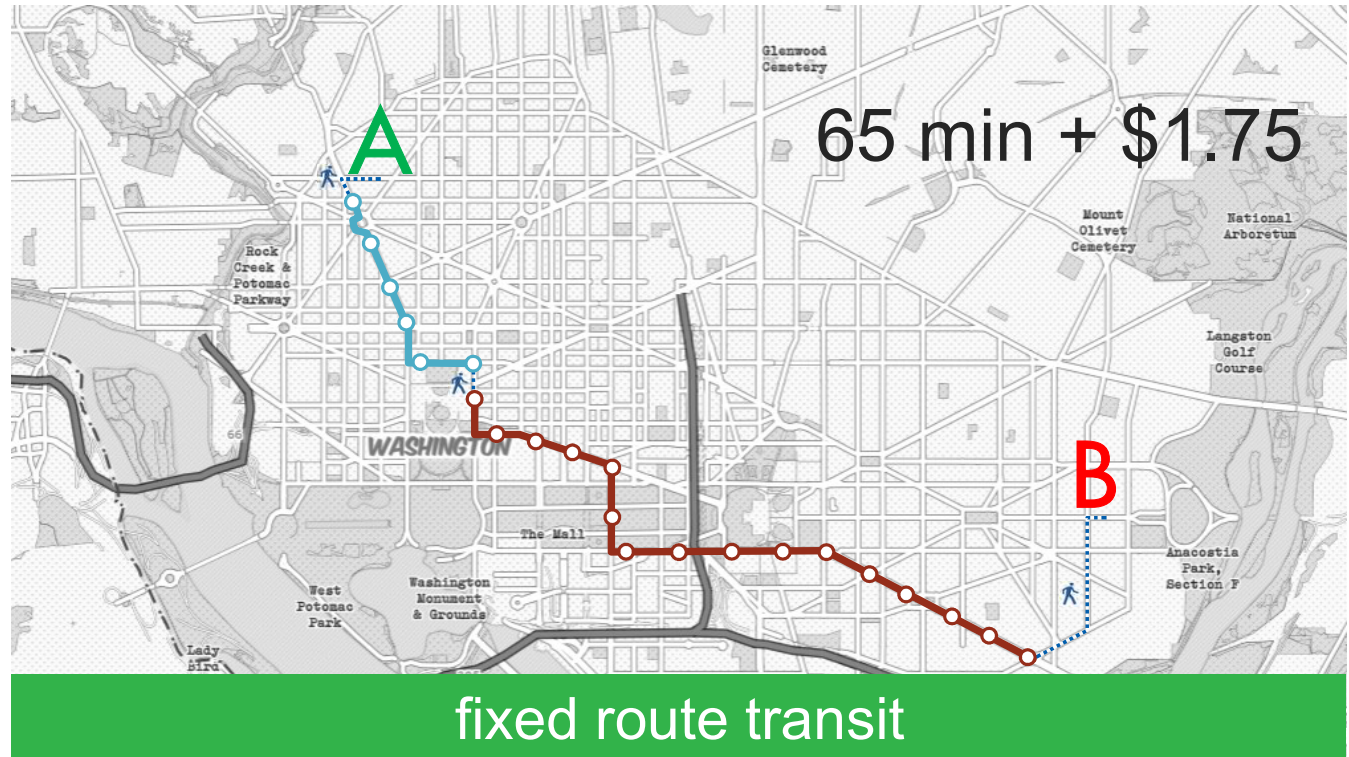 Glenwood
Cemetery
A
65 min + $1.75
Mount
Olivet
Cemetery
National
Arboretum
Rock
Creek &
Potomac
Parkway
Langston
Golf
Course
66
WASHINGTON
B
The Mall
Anacostia
Park,
Section F
West
Potomac
Park
Washington
Monument
& Grounds
Lady
Bird
fixed route transit